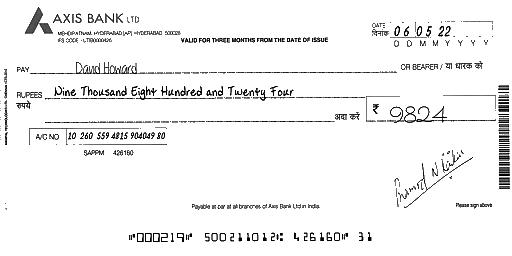 AXIS BANK LTD
MEHDIPATNAM, HYDERABAD [AP] HYDERABAD 500028
IFS CODE - UTIB0000426
VALID FOR THREE MONTHS FROM THE DATE OF ISSUE
DATE
दिनांक 06 05 22
D D M M Y Y Y Y
PAY David Howard OR BEARER / या धारक को
RUPEES Nine Thousand Eight Hundred and Twenty Four
रुपये अदा करें ₹ 9824
A/C NO 10 260 559 4815 904049 80
SAPPM 426160
Payable at par at all branches of Axis Bank Ltd in India.
Please sign above
"000219" 500211012: 426160" 31